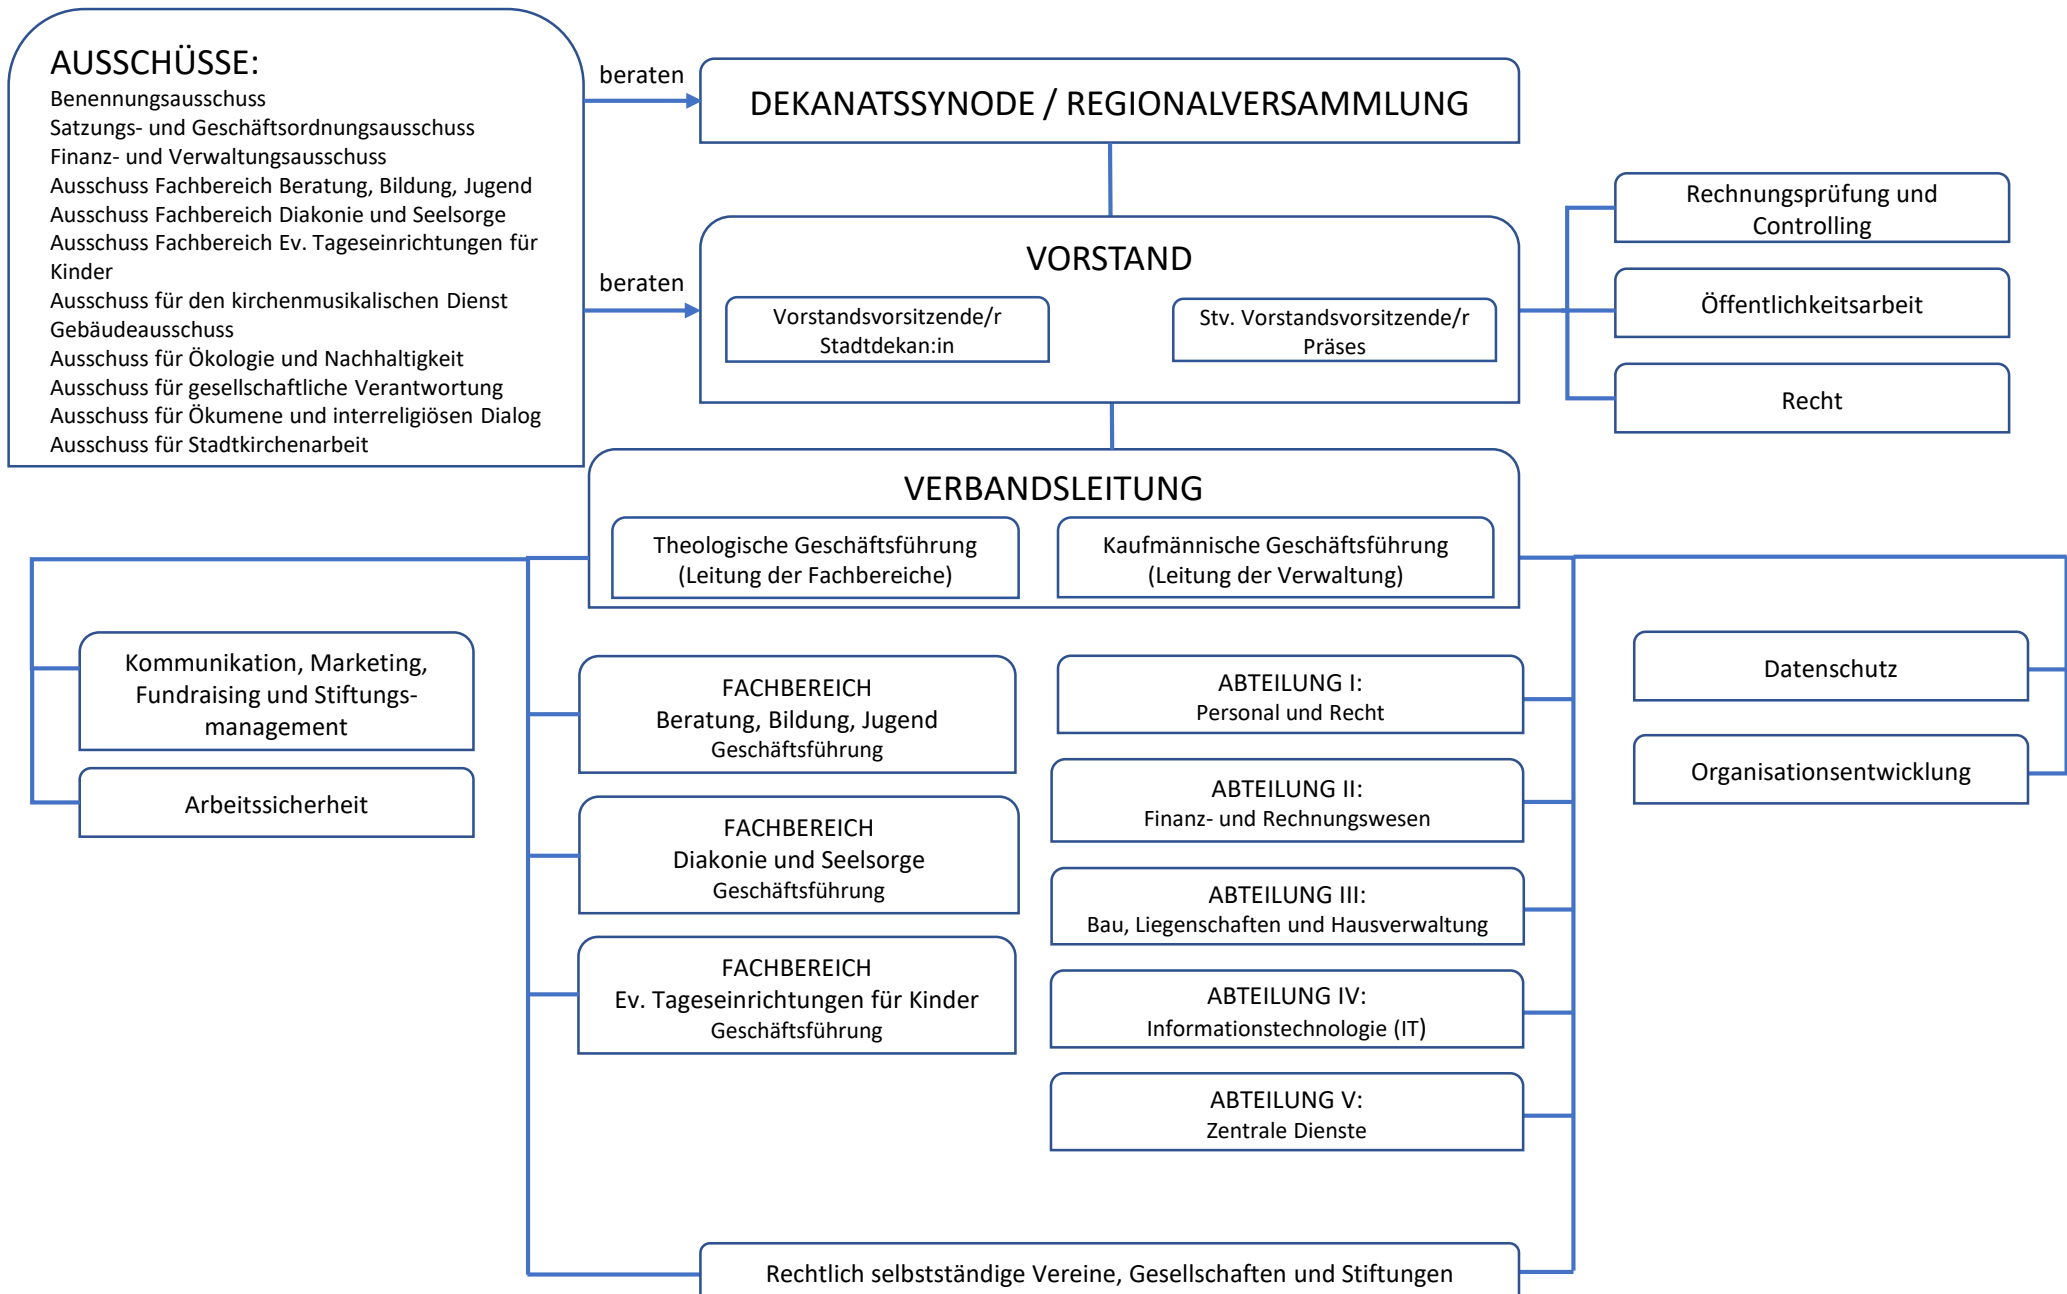 AUSSCHÜSSE:
Benennungsausschuss
Satzungs- und Geschäftsordnungsausschuss
Finanz- und Verwaltungsausschuss
Ausschuss Fachbereich Beratung, Bildung, Jugend
Ausschuss Fachbereich Diakonie und Seelsorge
Ausschuss Fachbereich Ev. Tageseinrichtungen für
Kinder
Ausschuss für den kirchenmusikalischen Dienst
Gebäudeausschuss
Ausschuss für Ökologie und Nachhaltigkeit
Ausschuss für gesellschaftliche Verantwortung
Ausschuss für Ökumene und interreligiösen Dialog
Ausschuss für Stadtkirchenarbeit
beraten
DEKANATSSYNODE / REGIONALVERSAMMLUNG
beraten
VORSTAND
Vorstandsvorsitzende/r
Stadtdekan:in
Stv. Vorstandsvorsitzende/r
Präses
Rechnungsprüfung und
Controlling
Öffentlichkeitsarbeit
Recht
VERBANDSLEITUNG
Theologische Geschäftsführung
(Leitung der Fachbereiche)
Kaufmännische Geschäftsführung
(Leitung der Verwaltung)
Kommunikation, Marketing,
Fundraising und Stiftungs-
management
Arbeitssicherheit
FACHBEREICH
Beratung, Bildung, Jugend
Geschäftsführung
FACHBEREICH
Diakonie und Seelsorge
Geschäftsführung
FACHBEREICH
Ev. Tageseinrichtungen für Kinder
Geschäftsführung
ABTEILUNG I:
Personal und Recht
ABTEILUNG II:
Finanz- und Rechnungswesen
ABTEILUNG III:
Bau, Liegenschaften und Hausverwaltung
ABTEILUNG IV:
Informationstechnologie (IT)
ABTEILUNG V:
Zentrale Dienste
Datenschutz
Organisationsentwicklung
Rechtlich selbstständige Vereine, Gesellschaften und Stiftungen